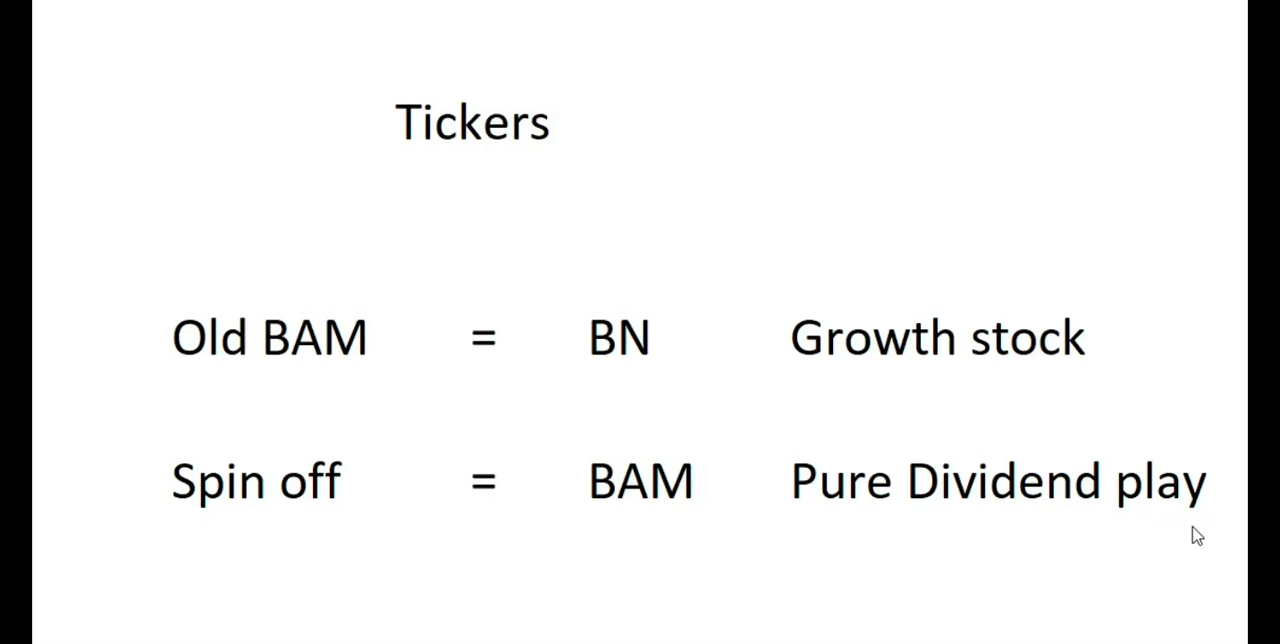 Tickers
Old BAM = BN Growth stock
Spin off = BAM Pure Dividend play